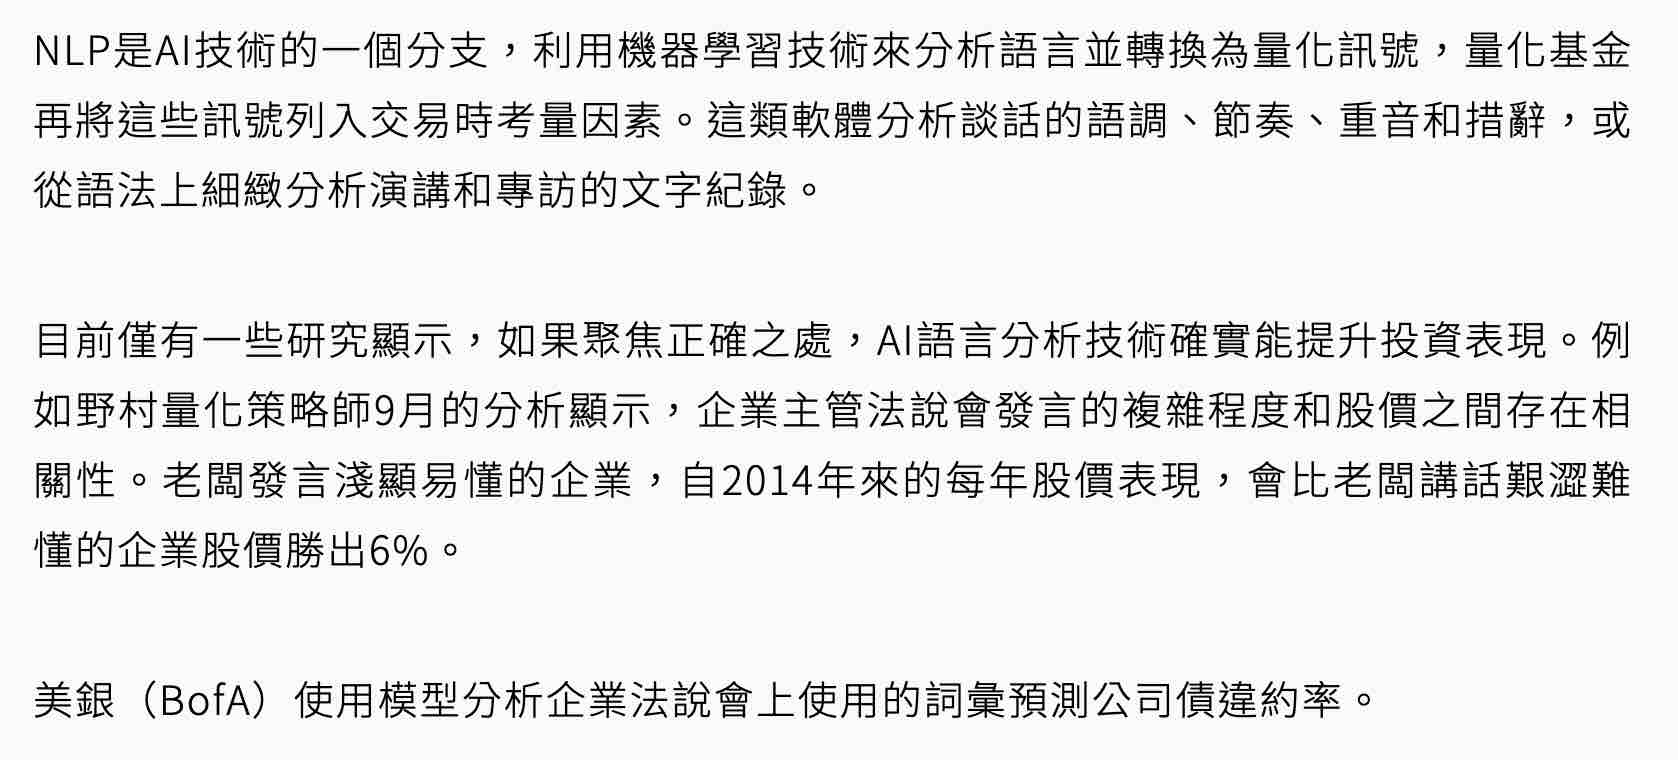 NLP是AI技術的一個分支，利用機器學習技術來分析語言並轉換為量化訊號，量化基金
再將這些訊號列入交易時考量因素。這類軟體分析談話的語調、節奏、重音和措辭，或
從語法上細緻分析演講和專訪的文字紀錄。
目前僅有一些研究顯示，如果聚焦正確之處，AI語言分析技術確實能提升投資表現。例
如野村量化策略師9月的分析顯示，企業主管法說會發言的複雜程度和股價之間存在相
關性。老闆發言淺顯易懂的企業，自2014年來的每年股價表現，會比老闆講話艱澀難
懂的企業股價勝出6%。
美銀（BofA）使用模型分析企業法說會上使用的詞彙預測公司債違約率。